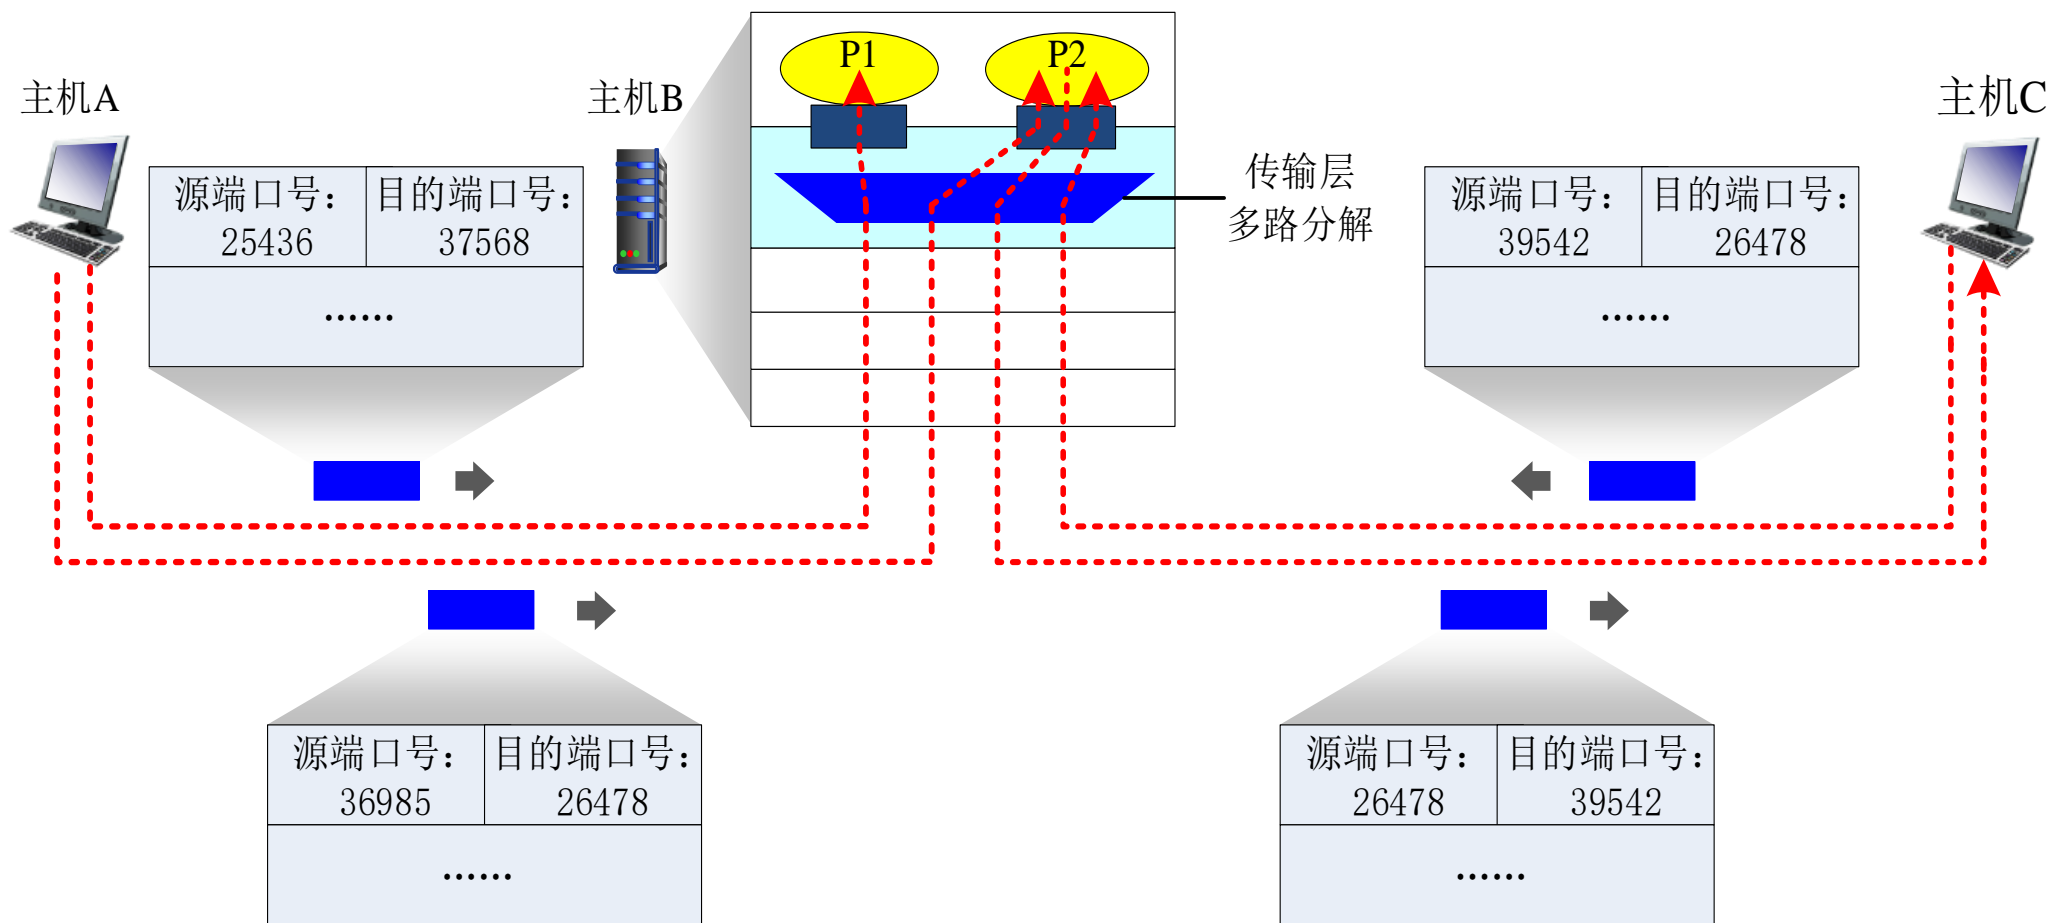 P1
P2
主机A
主机B
主机C
源端口号：
25436
目的端口号：
37568
……
传输层
多路分解
源端口号：
39542
目的端口号：
26478
……
源端口号：
36985
目的端口号：
26478
……
源端口号：
26478
目的端口号：
39542
……